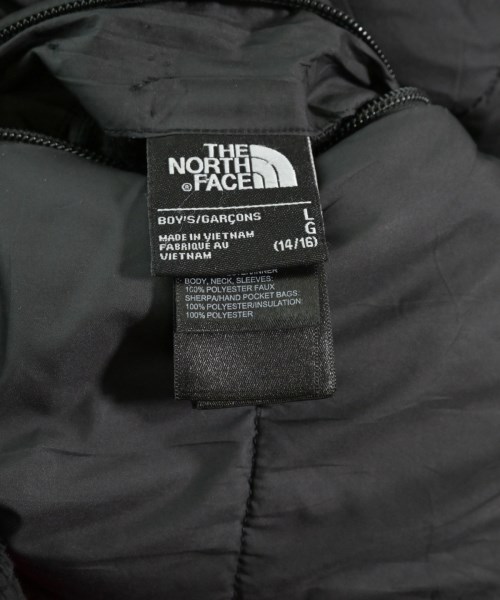 THE
NORTH
® FACE
BOY'S/GARÇONS L
MADE IN VIETNAM G
FABRIQUÉ AU (14/16)
VIETNAM
BODY, NECK, SLEEVES:
100% POLYESTER FAUX
SHERPA/HAND POCKET BAGS:
100% POLYESTER/INSULATION:
100% POLYESTER